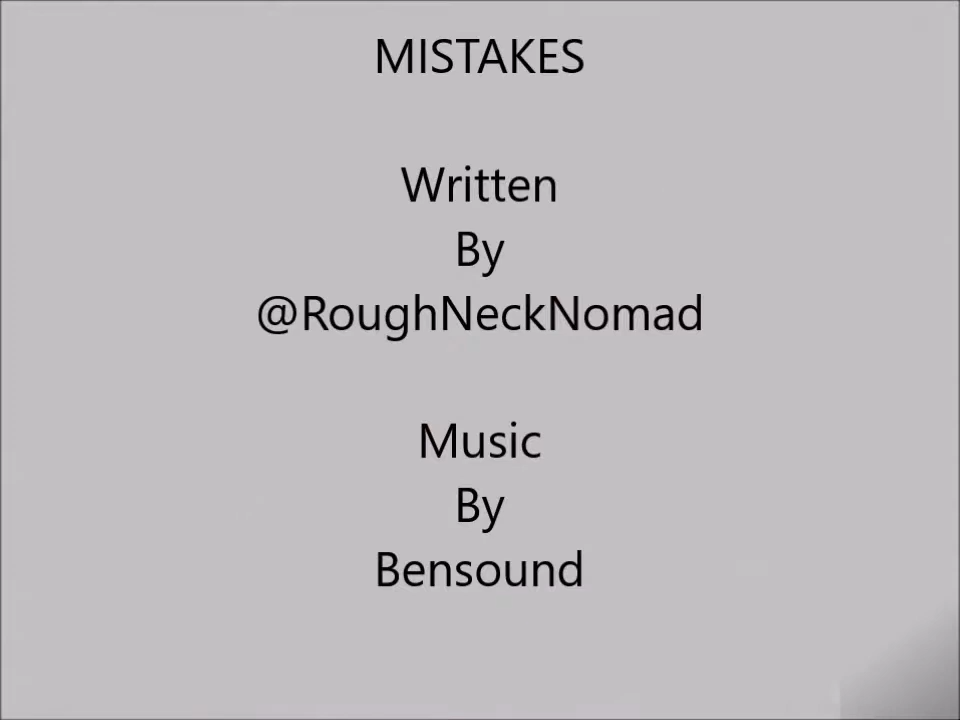 MISTAKES
Written
By
@RoughNeckNomad
Music
By
Bensound